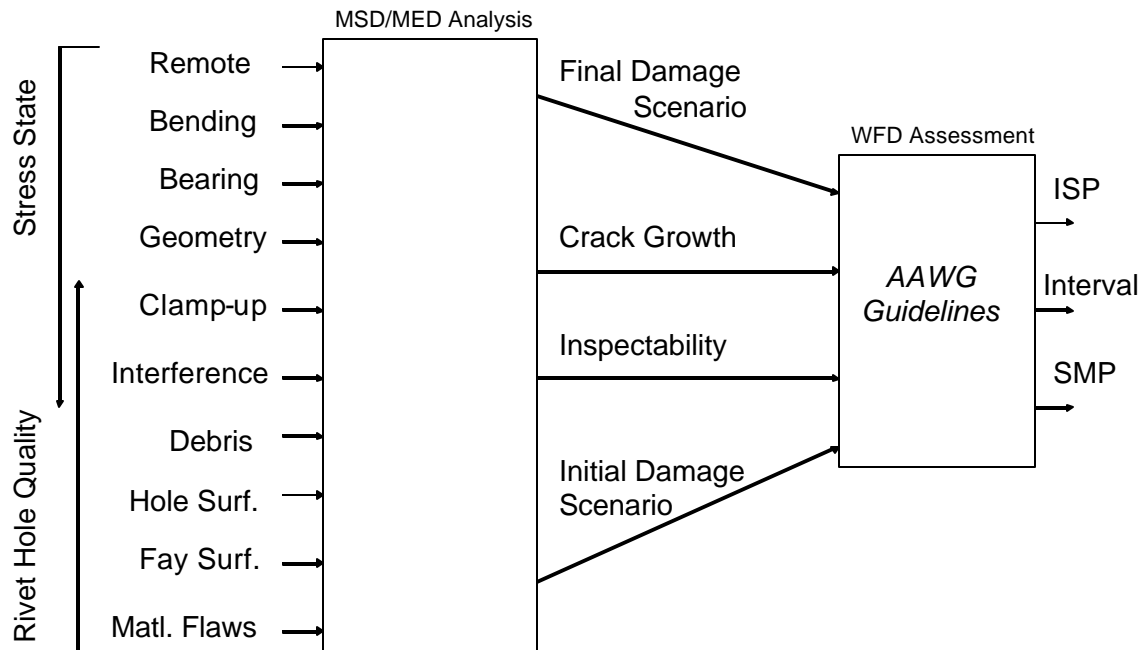 MSD/MED Analysis
Stress State
Rivet Hole Quality
Remote
Bending
Bearing
Geometry
Clamp-up
Interference
Debris
Hole Surf.
Fay Surf.
Matl. Flaws
Final Damage
Scenario
Crack Growth
Inspectability
Initial Damage
Scenario
WFD Assessment
AAWG
Guidelines
ISP
Interval
SMP